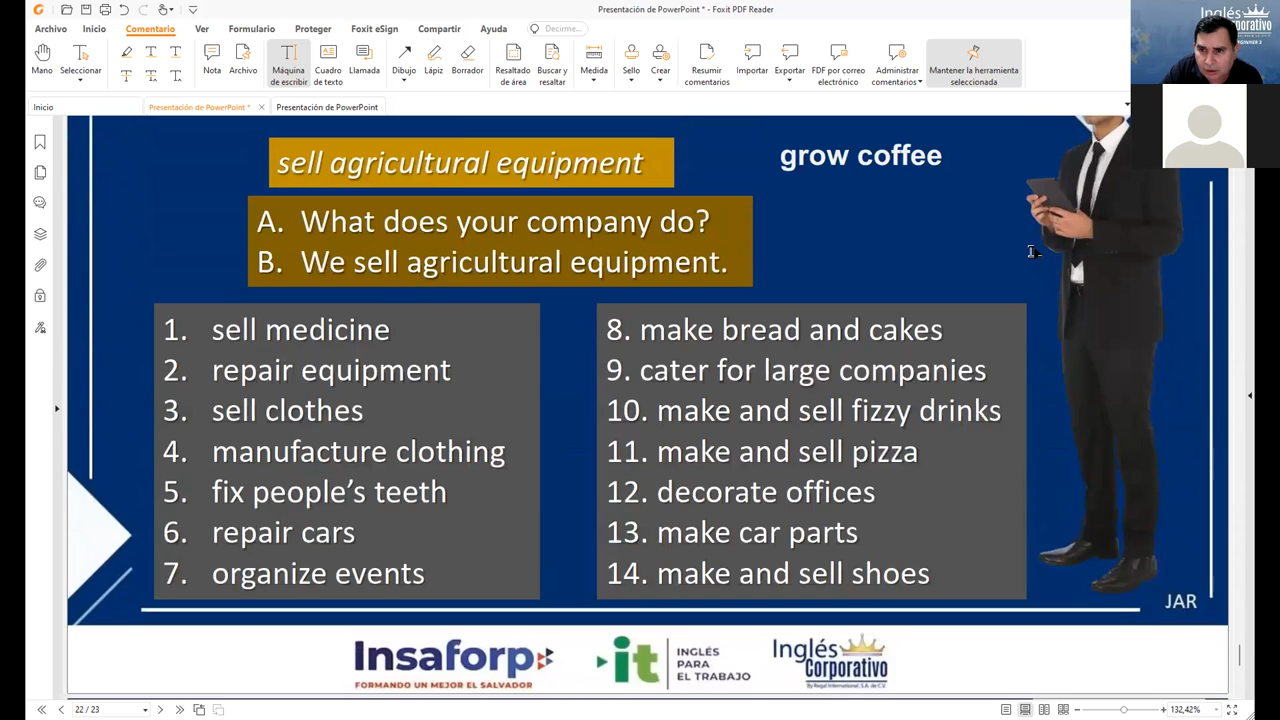 Presentación de PowerPoint * - Foxit PDF Reader
Archivo Inicio Comentario Ver Formulario Proteger Foxit eSign Compartir Ayuda Decirme...
Mano
Seleccionar
Nota
Archivo
Máquina de escribir
Cuadro de texto
Llamada
Dibujo
Lápiz
Borrador
Resaltado de área
Buscar y resaltar
Medida
Sello
Crear
Resumir comentarios
Importar
Exportar
PDF por correo electrónico
Administrar comentarios
Mantener la herramienta seleccionada
Inglés
Corporativo
Inicio
Presentación de PowerPoint *
Presentación de PowerPoint
sell agricultural equipment
grow coffee
A. What does your company do?
B. We sell agricultural equipment.
1. sell medicine
2. repair equipment
3. sell clothes
4. manufacture clothing
5. fix people's teeth
6. repair cars
7. organize events
8. make bread and cakes
9. cater for large companies
10. make and sell fizzy drinks
11. make and sell pizza
12. decorate offices
13. make car parts
14. make and sell shoes
JAR
Insaforp
FORMANDO UN MEJOR EL SALVADOR
it
INGLÉS
PARA
EL TRABAJO
Inglés
Corporativo
By Regal International, S.A. de C.V.
22 / 23
132,42%